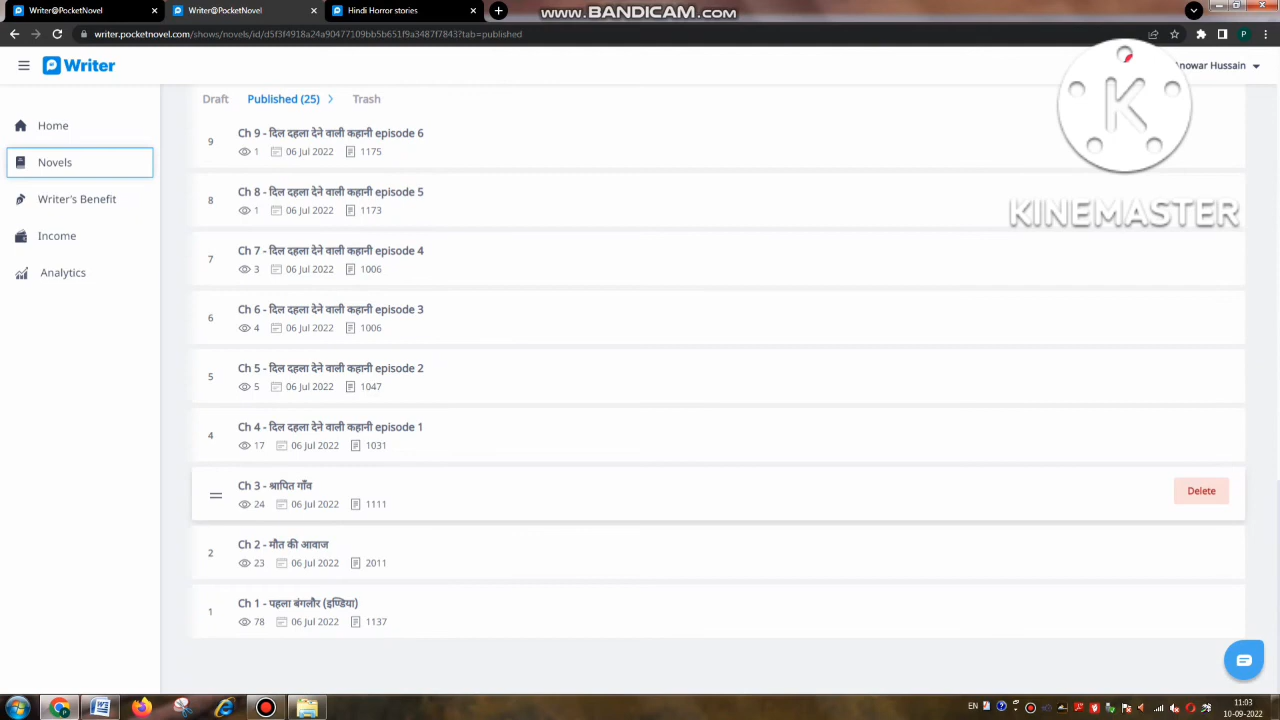 www.BANDICAM.com
Writer@PocketNovel
Writer@PocketNovel
Hindi Horror stories
writer.pocketnovel.com/shows/novels/id/d5f3f4918a24a90477109bb5b651f9a3487f7843?tab=published
Writer
Anowar Hussain
K
KINEMASTER
Home
Novels
Writer's Benefit
Income
Analytics
Draft
Published (25)
Trash
9
Ch 9 - दिल दहला देने वाली कहानी episode 6
1 06 Jul 2022 1175
8
Ch 8 - दिल दहला देने वाली कहानी episode 5
1 06 Jul 2022 1173
7
Ch 7 - दिल दहला देने वाली कहानी episode 4
3 06 Jul 2022 1006
6
Ch 6 - दिल दहला देने वाली कहानी episode 3
4 06 Jul 2022 1006
5
Ch 5 - दिल दहला देने वाली कहानी episode 2
5 06 Jul 2022 1047
4
Ch 4 - दिल दहला देने वाली कहानी episode 1
17 06 Jul 2022 1031
Ch 3 - श्रापित गाँव
24 06 Jul 2022 1111
Delete
2
Ch 2 - मौत की आवाज
23 06 Jul 2022 2011
1
Ch 1 - पहला बंगलौर (इण्डिया)
78 06 Jul 2022 1137
EN
11:03
10-09-2022